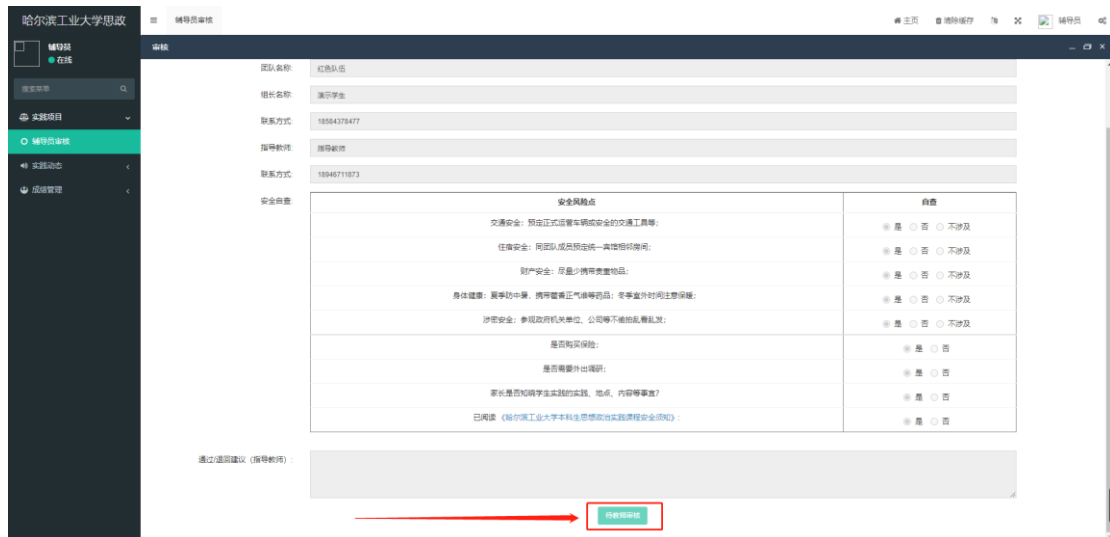 哈尔滨工业大学思政
辅导员审核
主页
清除缓存
辅导员
辅导员
在线
审核
搜索菜单
实践项目
辅导员审核
实践动态
成绩管理
团队名称:
红色队伍
组长名称:
演示学生
联系方式:
18584378477
指导教师:
指导教师
联系方式:
18946711873
安全自查:
安全风险点 自查
交通安全：预定正式运营车辆或安全的交通工具等; 是 否 不涉及
住宿安全：同团队成员预定统一宾馆相邻房间; 是 否 不涉及
财产安全：尽量少携带贵重物品; 是 否 不涉及
身体健康：夏季防中暑，携带藿香正气谁等药品；冬季室外时间注意保暖; 是 否 不涉及
涉密安全：参观政府机关单位、公司等不偷拍乱看乱发; 是 否 不涉及
是否购买保险; 是 否
是否需要外出调研; 是 否
家长是否知晓学生实践的实践、地点、内容等事宜? 是 否
已阅读《哈尔滨工业大学本科生思想政治实践课程安全须知》: 是 否
通过/退回建议（指导教师）:
待教师审核